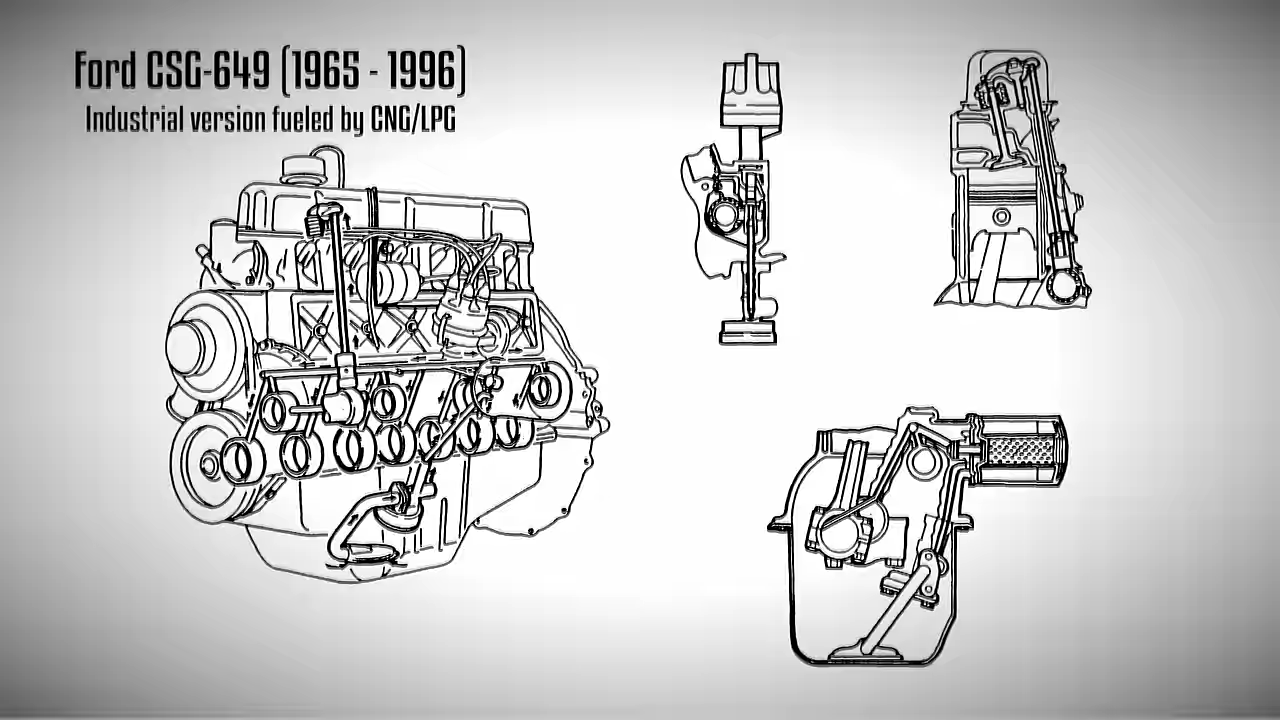 Ford CSG-649 (1965 - 1996)
Industrial version fueled by CNG/LPG